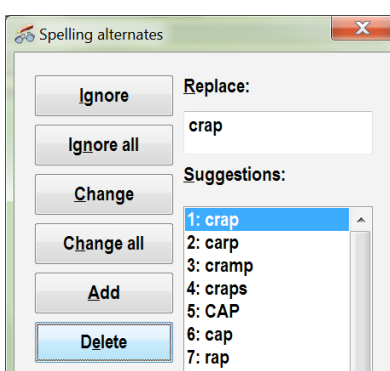 Spelling alternates
X
Ignore
Ignore all
Change
Change all
Add
Delete
Replace:
crap
Suggestions:
1: crap
2: carp
3: cramp
4: craps
5: CAP
6: cap
7: rap